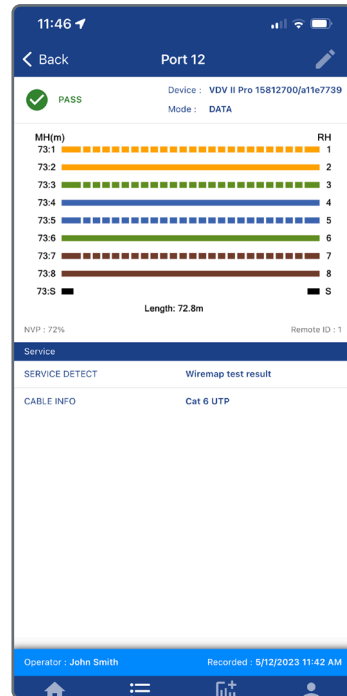 11:46
Back Port 12
PASS
Device : VDV II Pro 15812700/a11e7739
Mode : DATA
MH(m) RH
73:1 1
73:2 2
73:3 3
73:4 4
73:5 5
73:6 6
73:7 7
73:8 8
73:S S
Length: 72.8m
NVP : 72% Remote ID : 1
Service
SERVICE DETECT Wiremap test result
CABLE INFO Cat 6 UTP
Operator : John Smith Recorded : 5/12/2023 11:42 AM